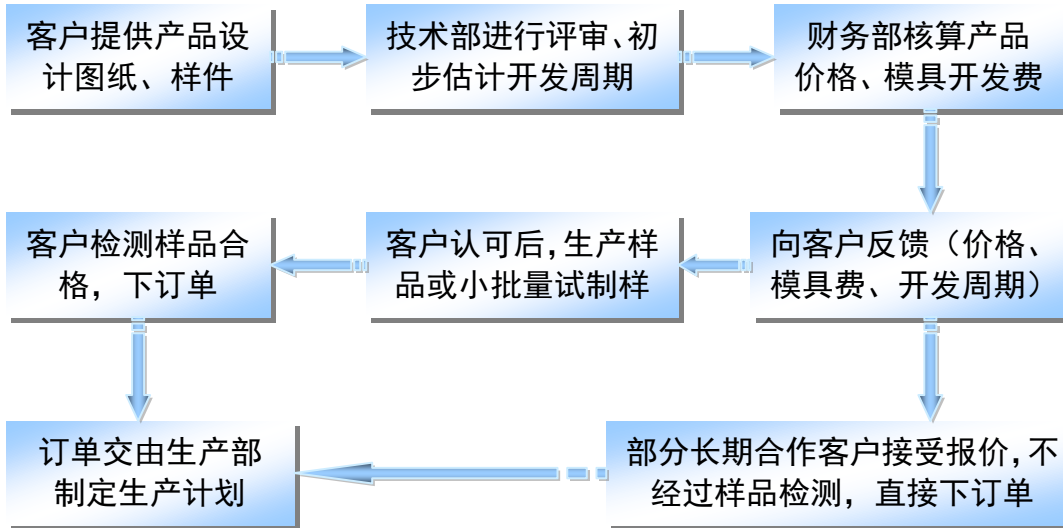 客户提供产品设
计图纸、样件
技术部进行评审、初
步估计开发周期
财务部核算产品
价格、模具开发费
客户检测样品合
格，下订单
客户认可后，生产样
品或小批量试制样
向客户反馈（价格、
模具费、开发周期）
订单交由生产部
制定生产计划
部分长期合作客户接受报价，不
经过样品检测，直接下订单